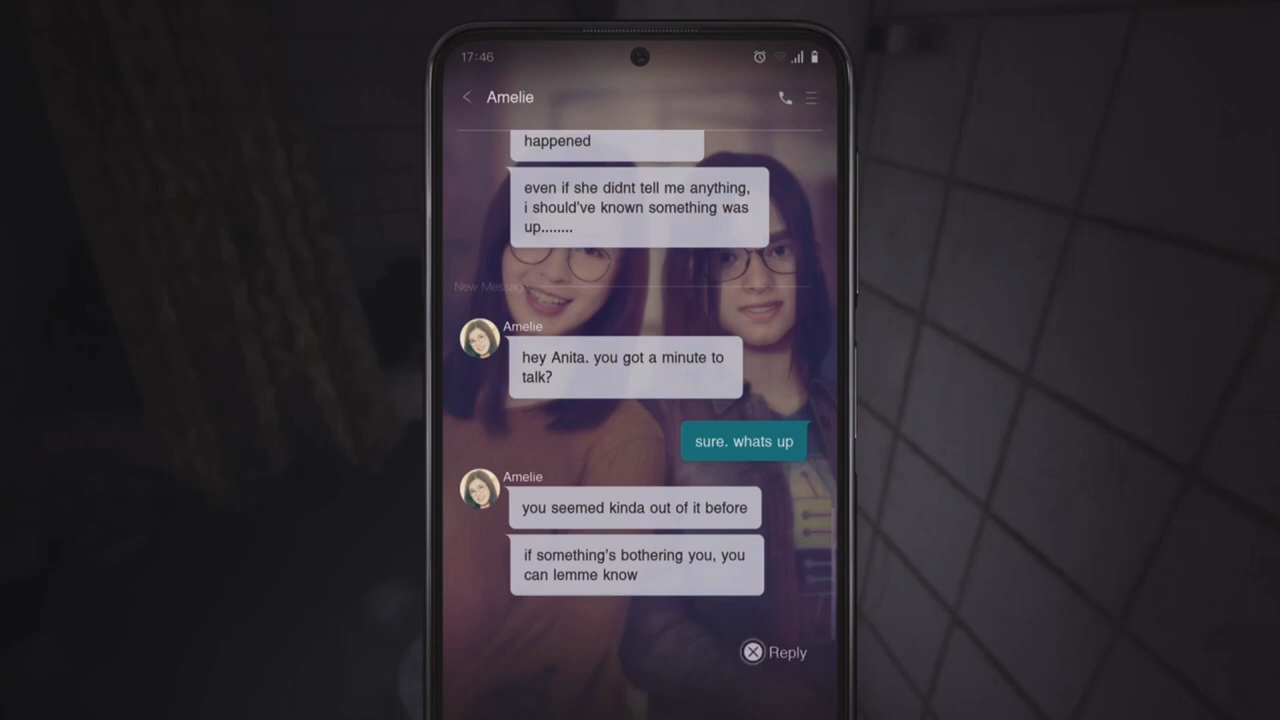 17:46
Amelie
happened
even if she didnt tell me anything,
i should've known something was
up........
New Message
Amelie
hey Anita. you got a minute to
talk?
sure. whats up
Amelie
you seemed kinda out of it before
if something's bothering you, you
can lemme know
Reply